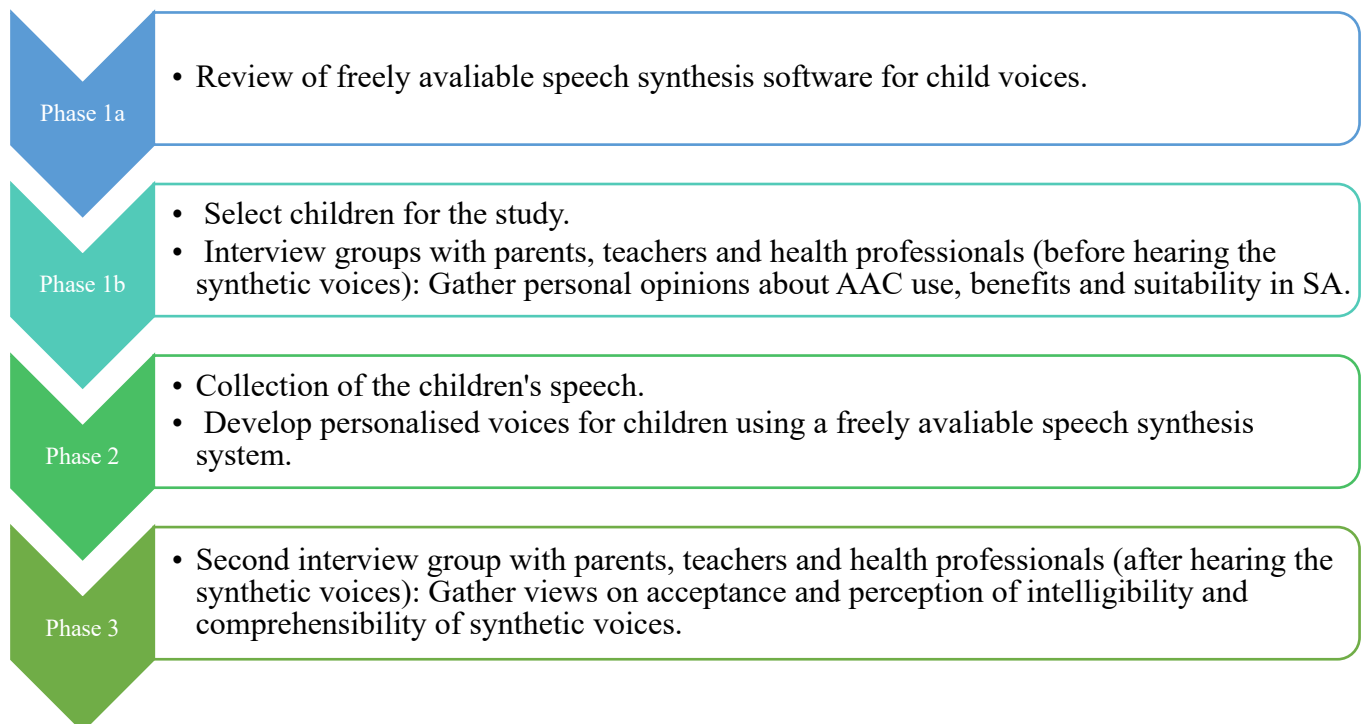 Phase 1a
• Review of freely avaliable speech synthesis software for child voices.
Phase 1b
• Select children for the study.
• Interview groups with parents, teachers and health professionals (before hearing the
synthetic voices): Gather personal opinions about AAC use, benefits and suitability in SA.
Phase 2
• Collection of the children's speech.
• Develop personalised voices for children using a freely avaliable speech synthesis
system.
Phase 3
• Second interview group with parents, teachers and health professionals (after hearing the
synthetic voices): Gather views on acceptance and perception of intelligibility and
comprehensibility of synthetic voices.